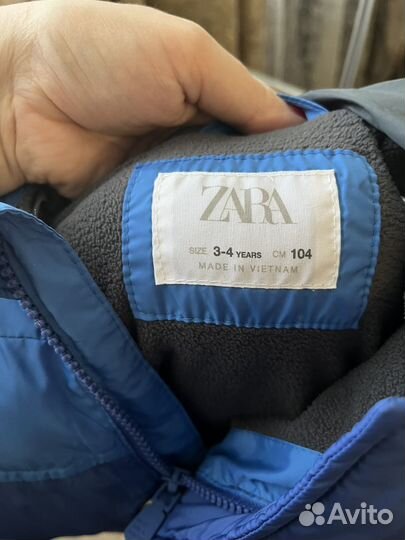 ZARA
SIZE 3-4 YEARS CM 104
MADE IN VIETNAM
Avito